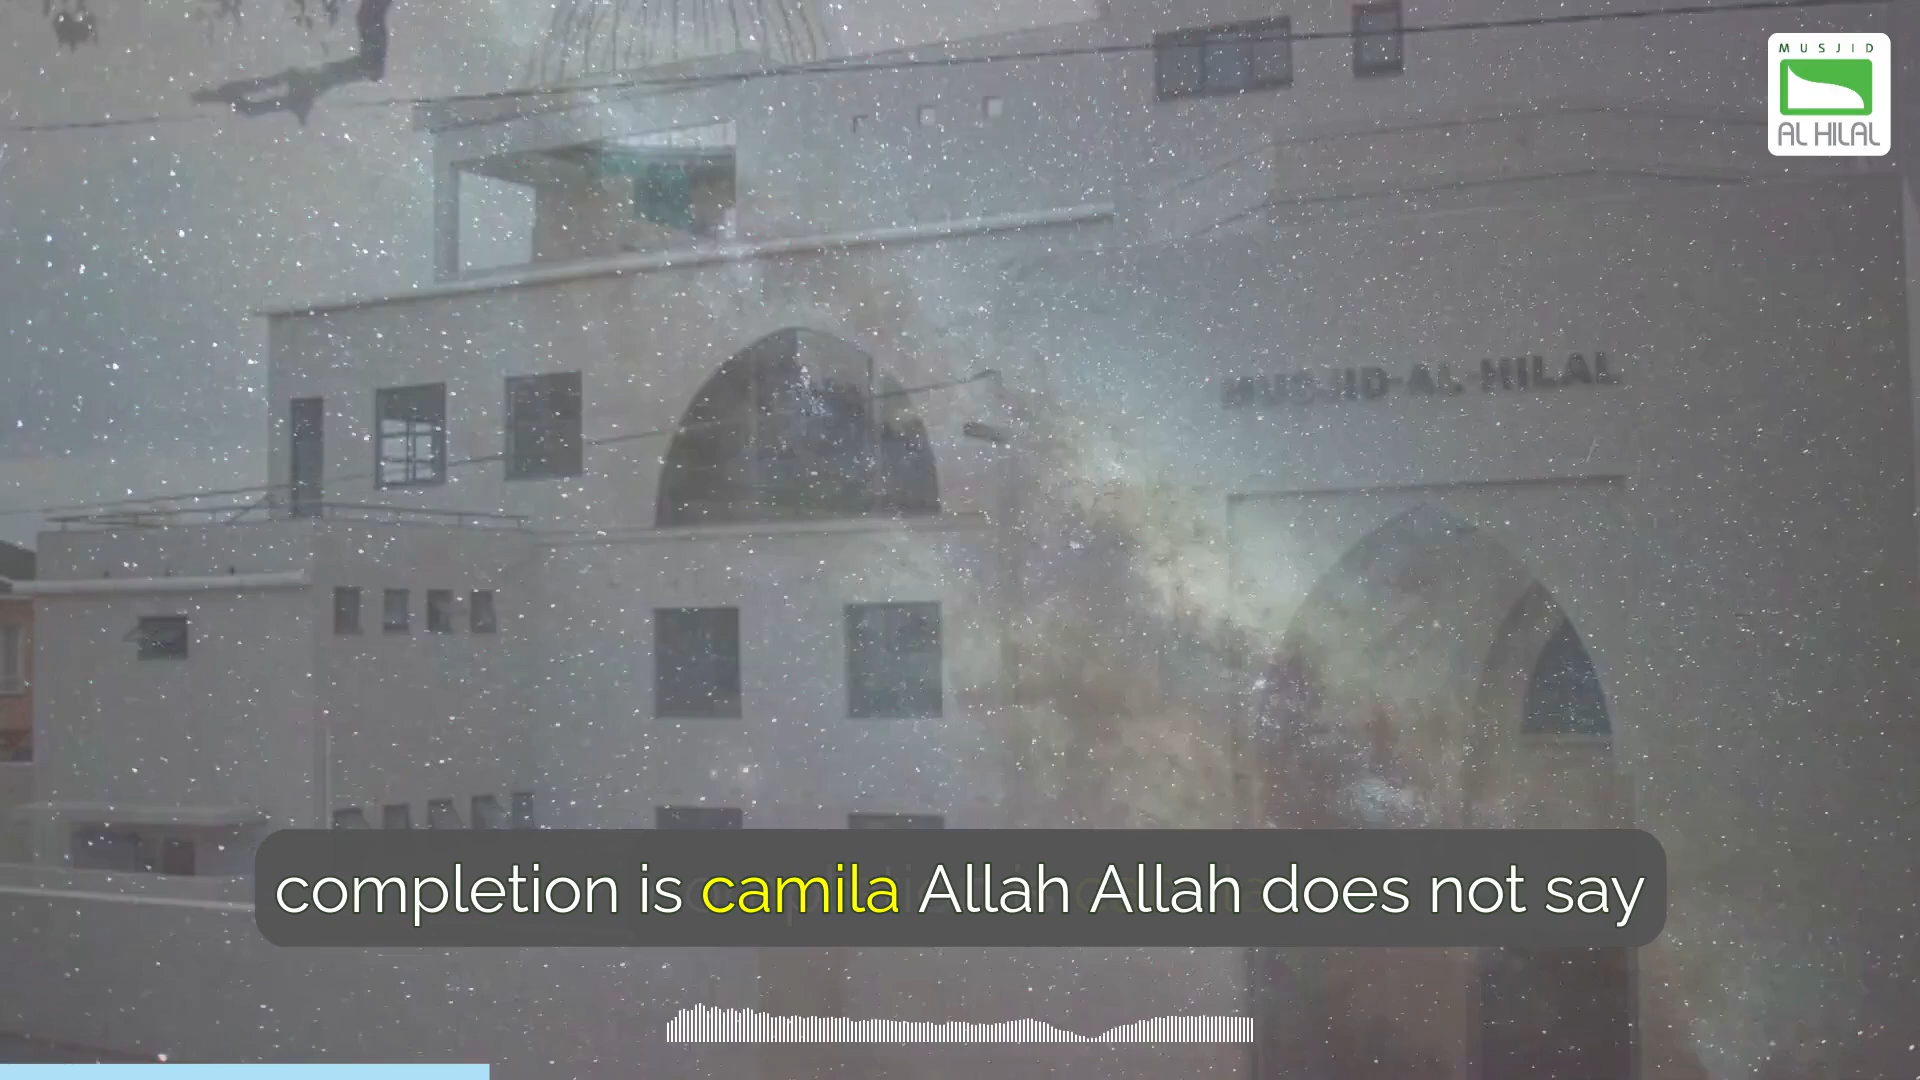 MUSJID
AL HILAL
MUSJID-AL-HILAL
completion is camila Allah Allah does not say